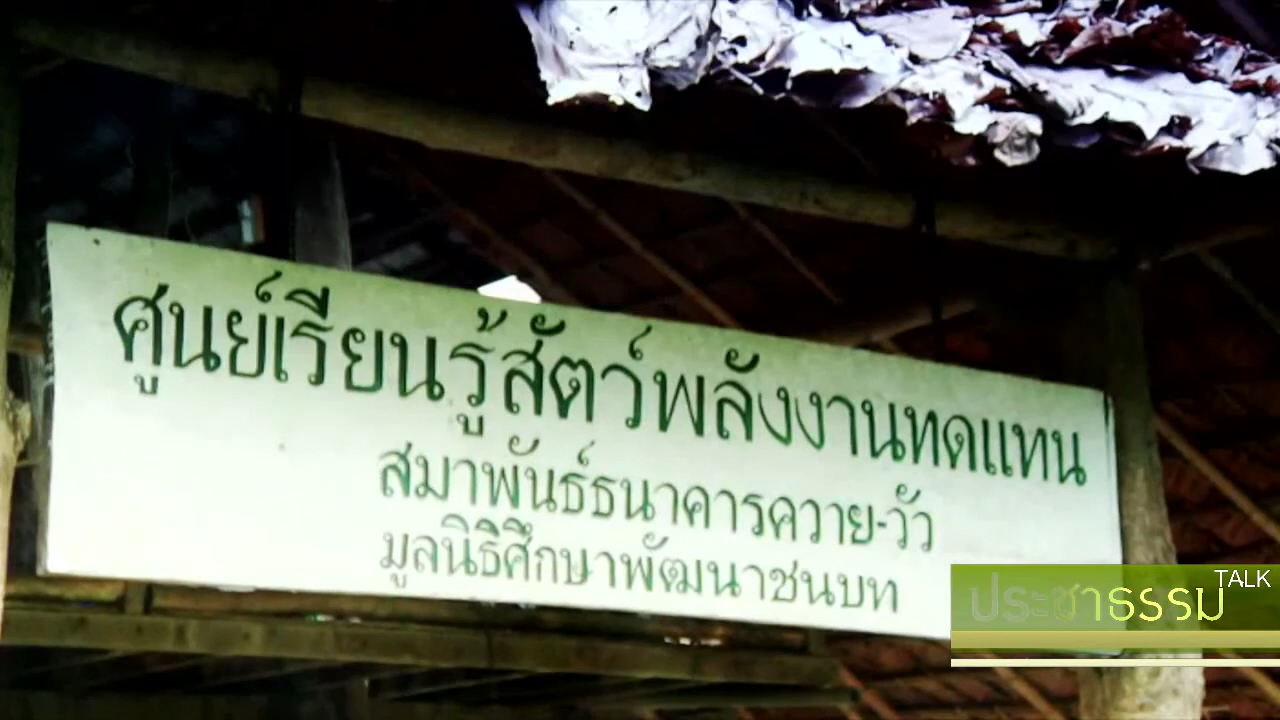 ศูนย์เรียนรู้สัตว์พลังงานทดแทน
สมาพันธ์ธนาคารควาย-วัว
มูลนิธิศึกษาพัฒนาชนบท
ประชาธรรม TALK